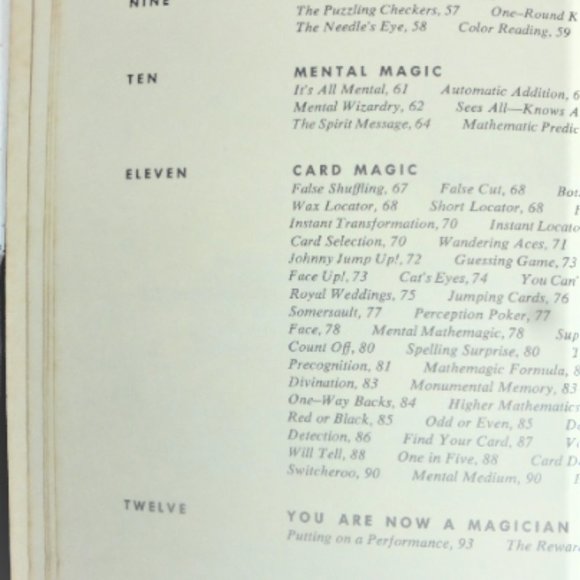 NINE
The Puzzling Checkers, 57 One-Round
The Needle's Eye, 58 Color Reading, 59
TEN
MENTAL MAGIC
It's All Mental, 61 Automatic Addition,
Mental Wizardry, 62 Sees All—Knows
The Spirit Message, 64 Mathematic
ELEVEN
CARD MAGIC
False Shuffling, 67 False Cut, 68
Wax Locator, 68 Short Locator, 68
Instant Transformation, 70 Instant
Card Selection, 70 Wandering Aces, 71
Johnny Jump Up!, 72 Guessing Game, 73
Face Up!, 73 Cat's Eyes, 74 You
Royal Weddings, 75 Jumping Cards, 76
Somersault, 77 Perception Poker, 77
Face, 78 Mental Mathemagic, 78
Count Off, 80 Spelling Surprise, 80
Precognition, 81 Mathemagic Formula,
Divination, 83 Monumental Memory, 83
One-Way Backs, 84 Higher Mathematics
Red or Black, 85 Odd or Even, 85
Detection, 86 Find Your Card, 87
Will Tell, 88 One in Five, 88 Card
Switcheroo, 90 Mental Medium, 90
TWELVE
YOU ARE NOW A MAGICIAN
Putting on a Performance, 93 The